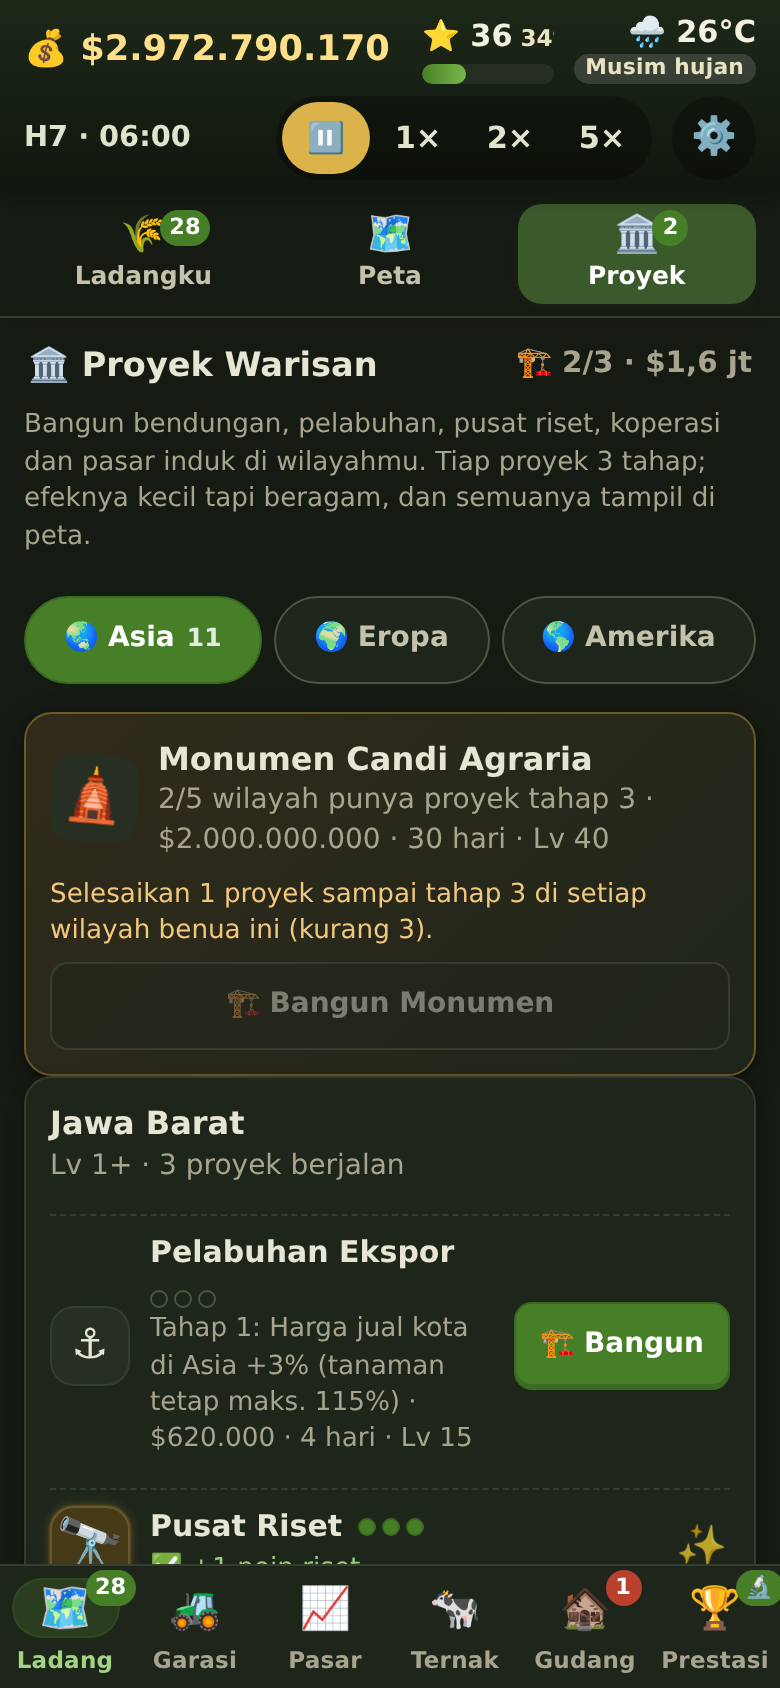 $2.972.790.170
36 34
26°C
Musim hujan
H7 · 06:00
1×
2×
5×
28
Ladangku
Peta
2
Proyek
Proyek Warisan
2/3 · $1,6 jt
Bangun bendungan, pelabuhan, pusat riset, koperasi
dan pasar induk di wilayahmu. Tiap proyek 3 tahap;
efeknya kecil tapi beragam, dan semuanya tampil di
peta.
Asia 11
Eropa
Amerika
Monumen Candi Agraria
2/5 wilayah punya proyek tahap 3 ·
$2.000.000.000 · 30 hari · Lv 40
Selesaikan 1 proyek sampai tahap 3 di setiap
wilayah benua ini (kurang 3).
Bangun Monumen
Jawa Barat
Lv 1+ · 3 proyek berjalan
Pelabuhan Ekspor
Tahap 1: Harga jual kota
di Asia +3% (tanaman
tetap maks. 115%) ·
$620.000 · 4 hari · Lv 15
Bangun
Pusat Riset
+1 poin riset
28
Ladang
Garasi
Pasar
Ternak
1
Gudang
Prestasi